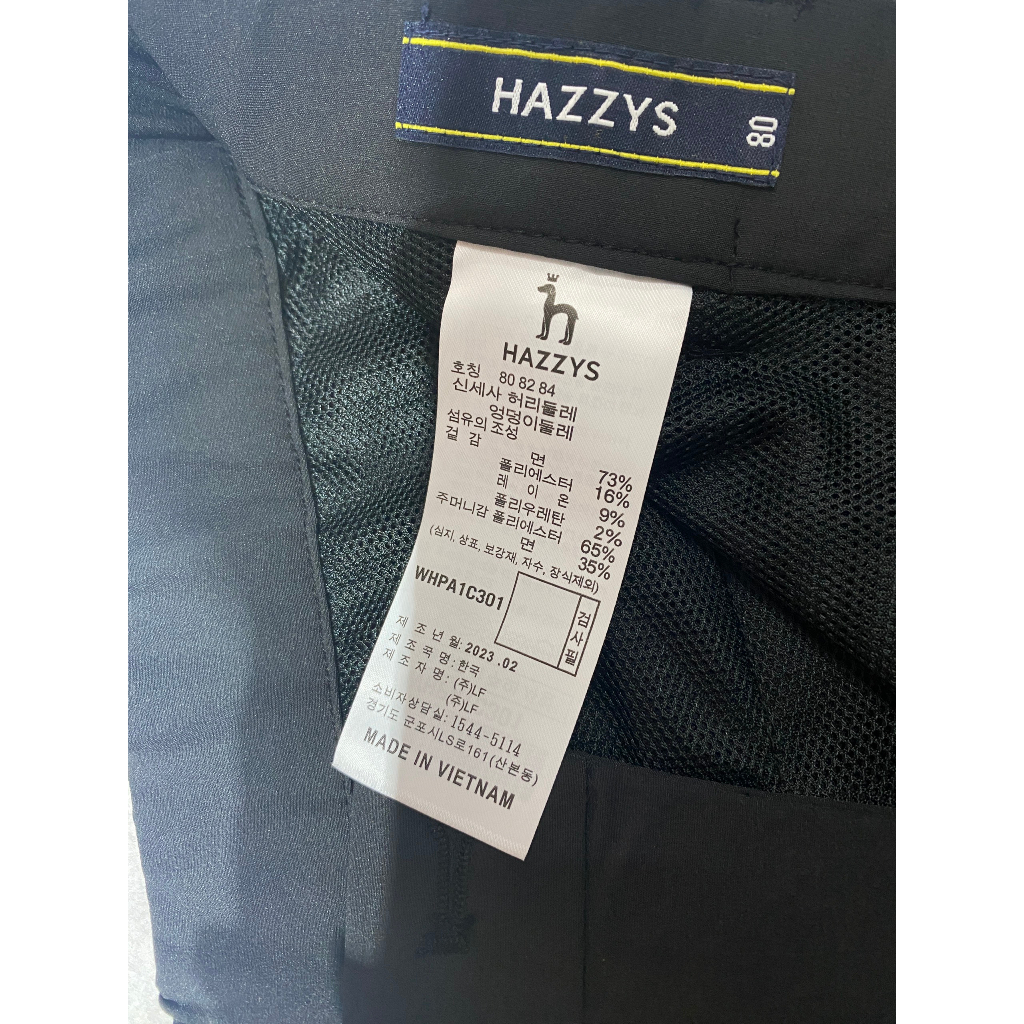 HAZZYS 80
HAZZYS
호칭 80 82 84
신세사 허리둘레
엉덩이둘레
섬유의 조성
겉 감
면 73%
폴리에스터 16%
레 이 온 9%
폴리우레탄 2%
주머니감 폴리에스터 65%
면 35%
(심지, 상표, 보강재, 자수, 장식제외)
WHPA1C301
검사필
제 조 년 월: 2023 .02
제 조 국 명: 한국
제 조 자 명: (주)LF
(주)LF
소비자상담실: 1544-5114
경기도 군포시LS로161(산본동)
MADE IN VIETNAM